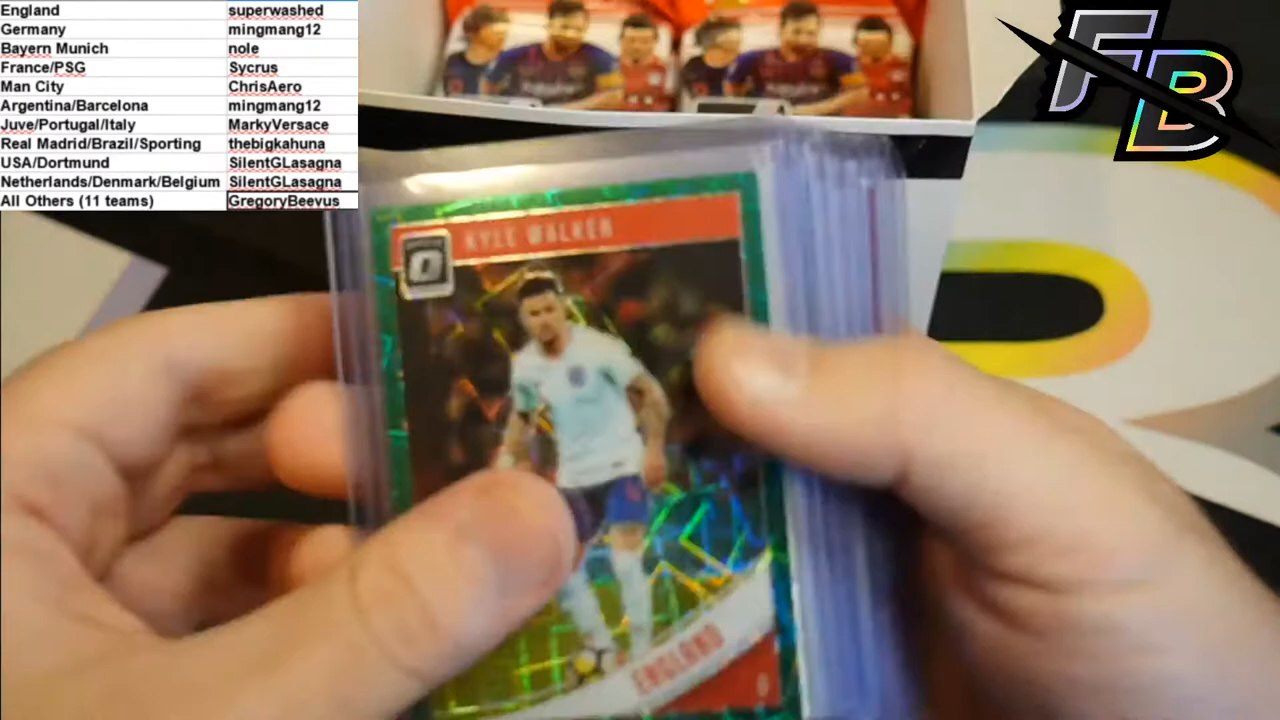 England superwashed
Germany mingmang12
Bayern Munich nole
France/PSG Sycrus
Man City ChrisAero
Argentina/Barcelona mingmang12
Juve/Portugal/Italy MarkyVersace
Real Madrid/Brazil/Sporting thebigkahuna
USA/Dortmund SilentGLasagna
Netherlands/Denmark/Belgium SilentGLasagna
All Others (11 teams) GregoryBeevus
FB
KYLE WALKER
ENGLAND